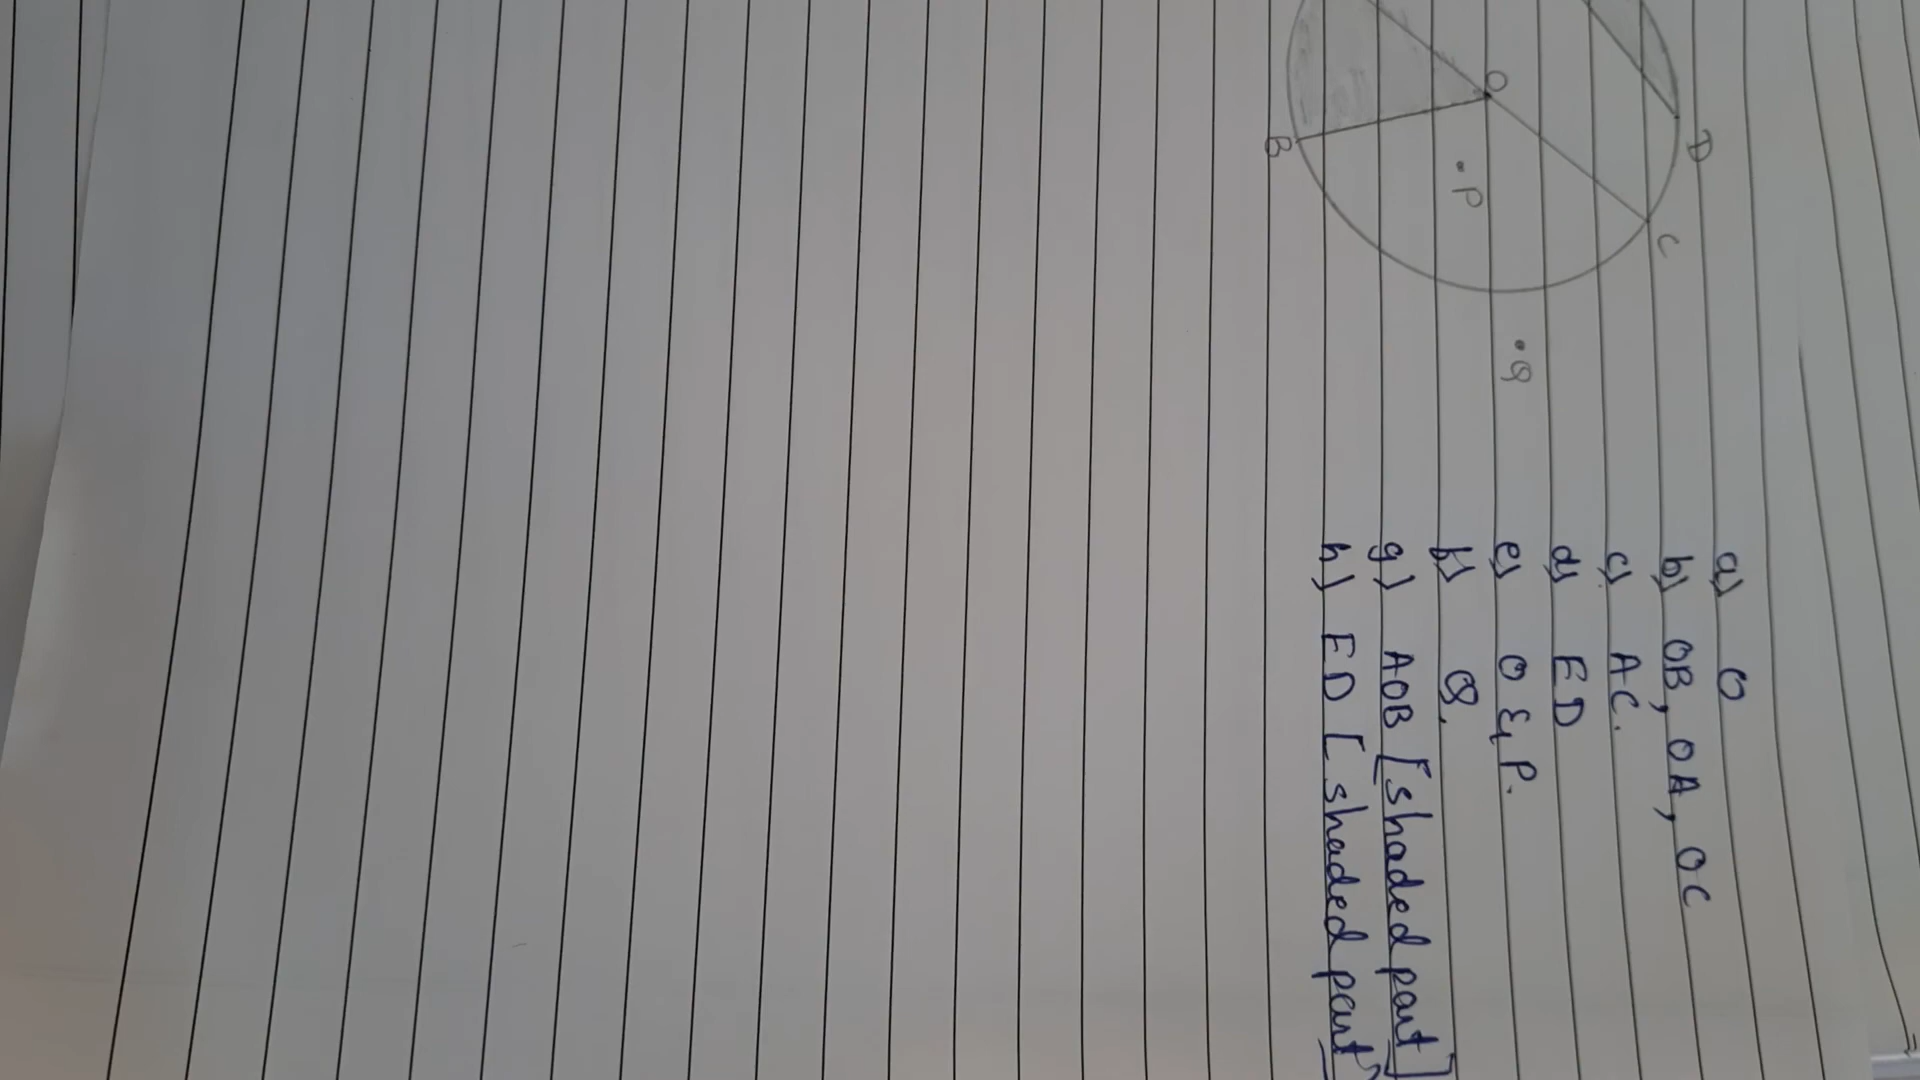 D
C
O
P
B
Q
a) O
b) OB, OA, OC
c) AC.
d) ED
e) O & P.
f) Q.
g) AOB [shaded part]
h) ED [shaded part]